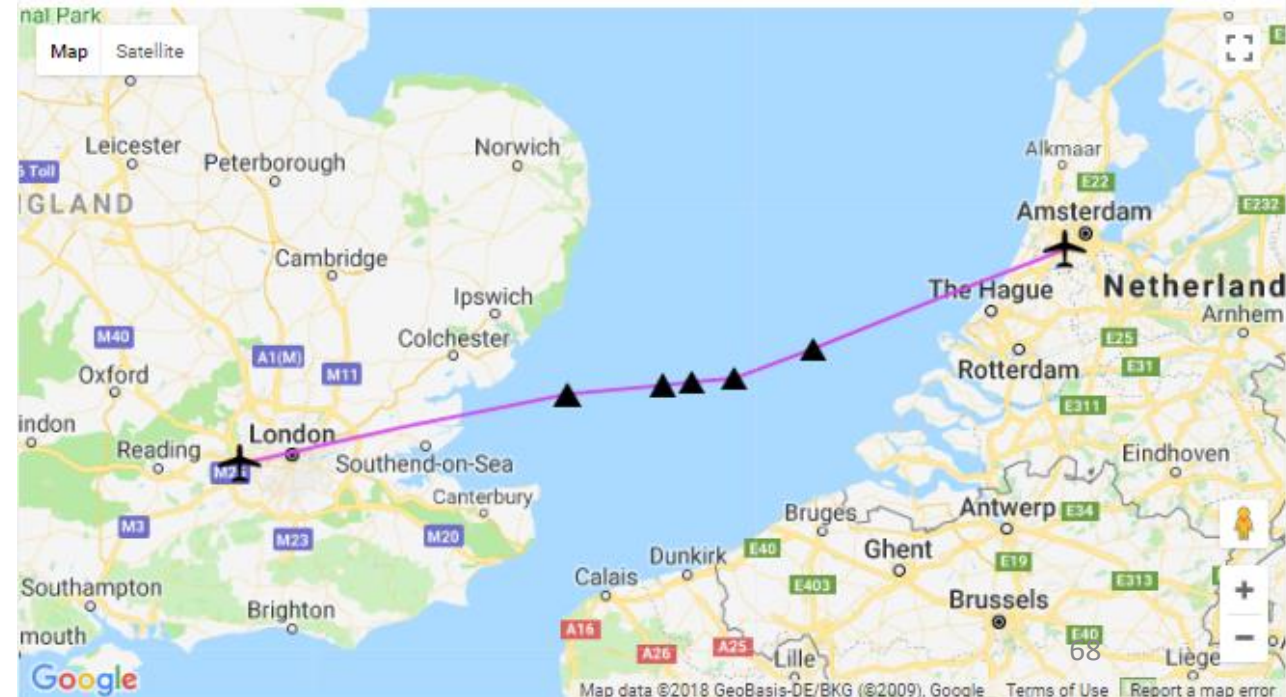 nal Park
Map Satellite
Leicester
Peterborough
Norwich
Alkmaar
6 Toll
E22
IGLAND
Amsterdam
E232
Cambridge
The Hague
Netherland
Ipswich
Arnhem
M40
A1(M)
Colchester
E25
M11
Rotterdam
E31
Oxford
E311
indon
London
Reading
Southend-on-Sea
Eindhoven
Canterbury
M3
M23
M20
Bruges
Antwerp
E34
Ghent
E19
Dunkirk
E40
Southampton
Calais
E403
E313
Brighton
Brussels
mouth
A16
E40
68
A26
A25
Lille
Liège
Google
Map data ©2018 GeoBasis-DE/BKG (©2009), Google Terms of Use Report a map error